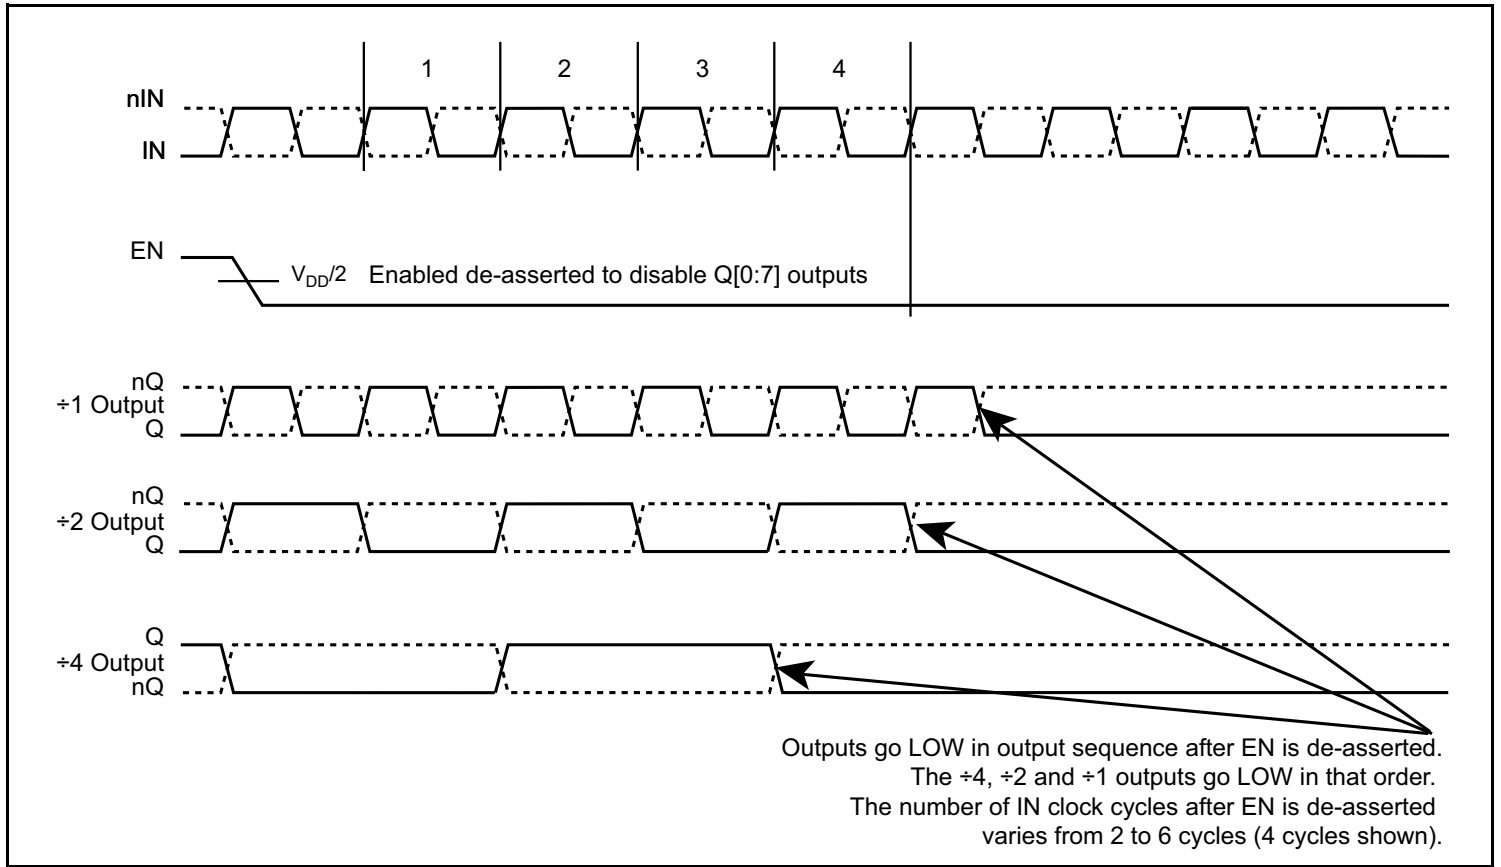 1 2 3 4
nIN
IN
EN
VDD/2 Enabled de-asserted to disable Q[0:7] outputs
nQ
÷1 Output
Q
nQ
÷2 Output
Q
Q
÷4 Output
nQ
Outputs go LOW in output sequence after EN is de-asserted.
The ÷4, ÷2 and ÷1 outputs go LOW in that order.
The number of IN clock cycles after EN is de-asserted
varies from 2 to 6 cycles (4 cycles shown).